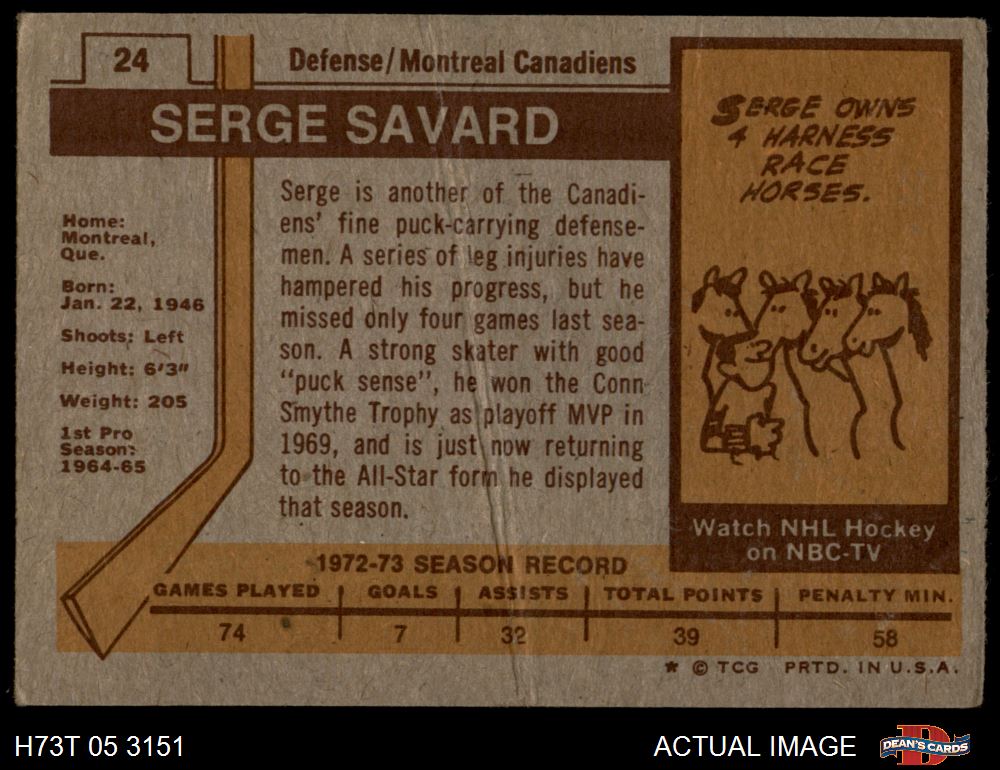 24
Defense/Montreal Canadiens
SERGE SAVARD
Home:
Montreal,
Que.
Born:
Jan. 22, 1946
Shoots: Left
Height: 6'3"
Weight: 205
1st Pro
Season:
1964-65
Serge is another of the Canadi-
ens' fine puck-carrying defense-
men. A series of leg injuries have
hampered his progress, but he
missed only four games last sea-
son. A strong skater with good
"puck sense", he won the Conn
Smythe Trophy as playoff MVP in
1969, and is just now returning
to the All-Star form he displayed
that season.
SERGE OWNS
4 HARNESS
RACE
HORSES.
Watch NHL Hockey
on NBC-TV
1972-73 SEASON RECORD
GAMES PLAYED GOALS ASSISTS TOTAL POINTS PENALTY MIN.
74 7 32 39 58
* © TCG PRTD. IN U.S.A.
H73T 05 3151
ACTUAL IMAGE
D
DEAN'S CARDS